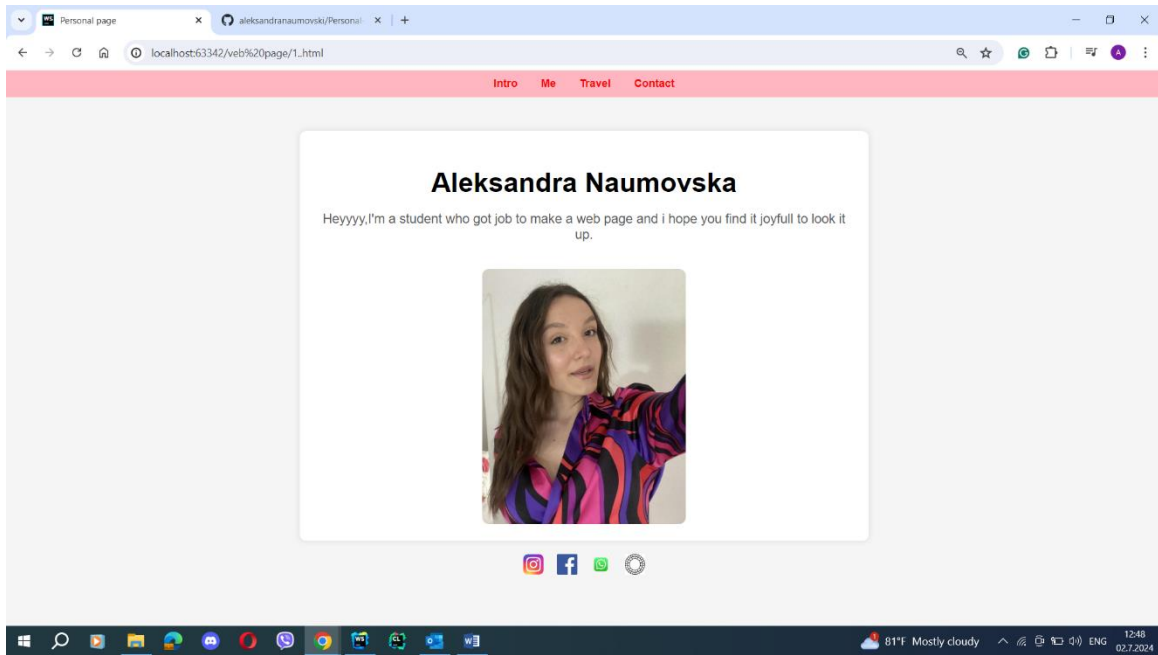 Personal page
aleksandranaumovski/Personal-
localhost:63342/veb%20page/1..html
A
Intro Me Travel Contact
Aleksandra Naumovska
Heyyyy,I'm a student who got job to make a web page and i hope you find it joyfull to look it
up.
81°F Mostly cloudy ENG 12:48
02.7.2024